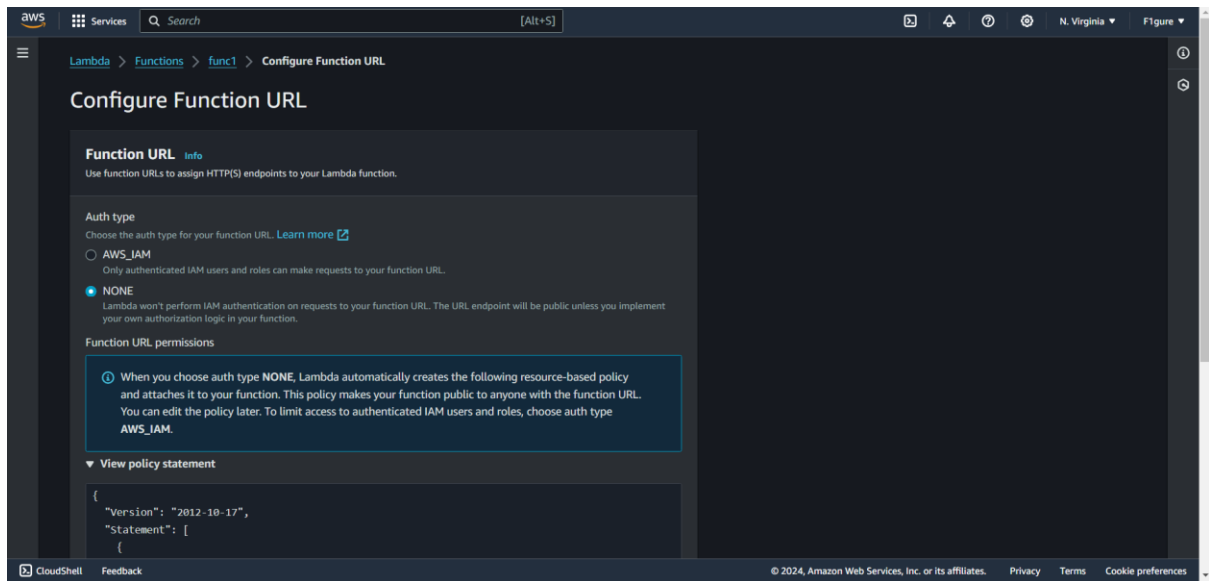 aws Services Search [Alt+S] N. Virginia ▼ F1gure ▼
Lambda > Functions > func1 > Configure Function URL
Configure Function URL
Function URL Info
Use function URLs to assign HTTP(S) endpoints to your Lambda function.
Auth type
Choose the auth type for your function URL. Learn more
AWS_IAM
Only authenticated IAM users and roles can make requests to your function URL.
NONE
Lambda won't perform IAM authentication on requests to your function URL. The URL endpoint will be public unless you implement
your own authorization logic in your function.
Function URL permissions
When you choose auth type NONE, Lambda automatically creates the following resource-based policy
and attaches it to your function. This policy makes your function public to anyone with the function URL.
You can edit the policy later. To limit access to authenticated IAM users and roles, choose auth type
AWS_IAM.
▼ View policy statement
{
"Version": "2012-10-17",
"Statement": [
{
CloudShell Feedback © 2024, Amazon Web Services, Inc. or its affiliates. Privacy Terms Cookie preferences